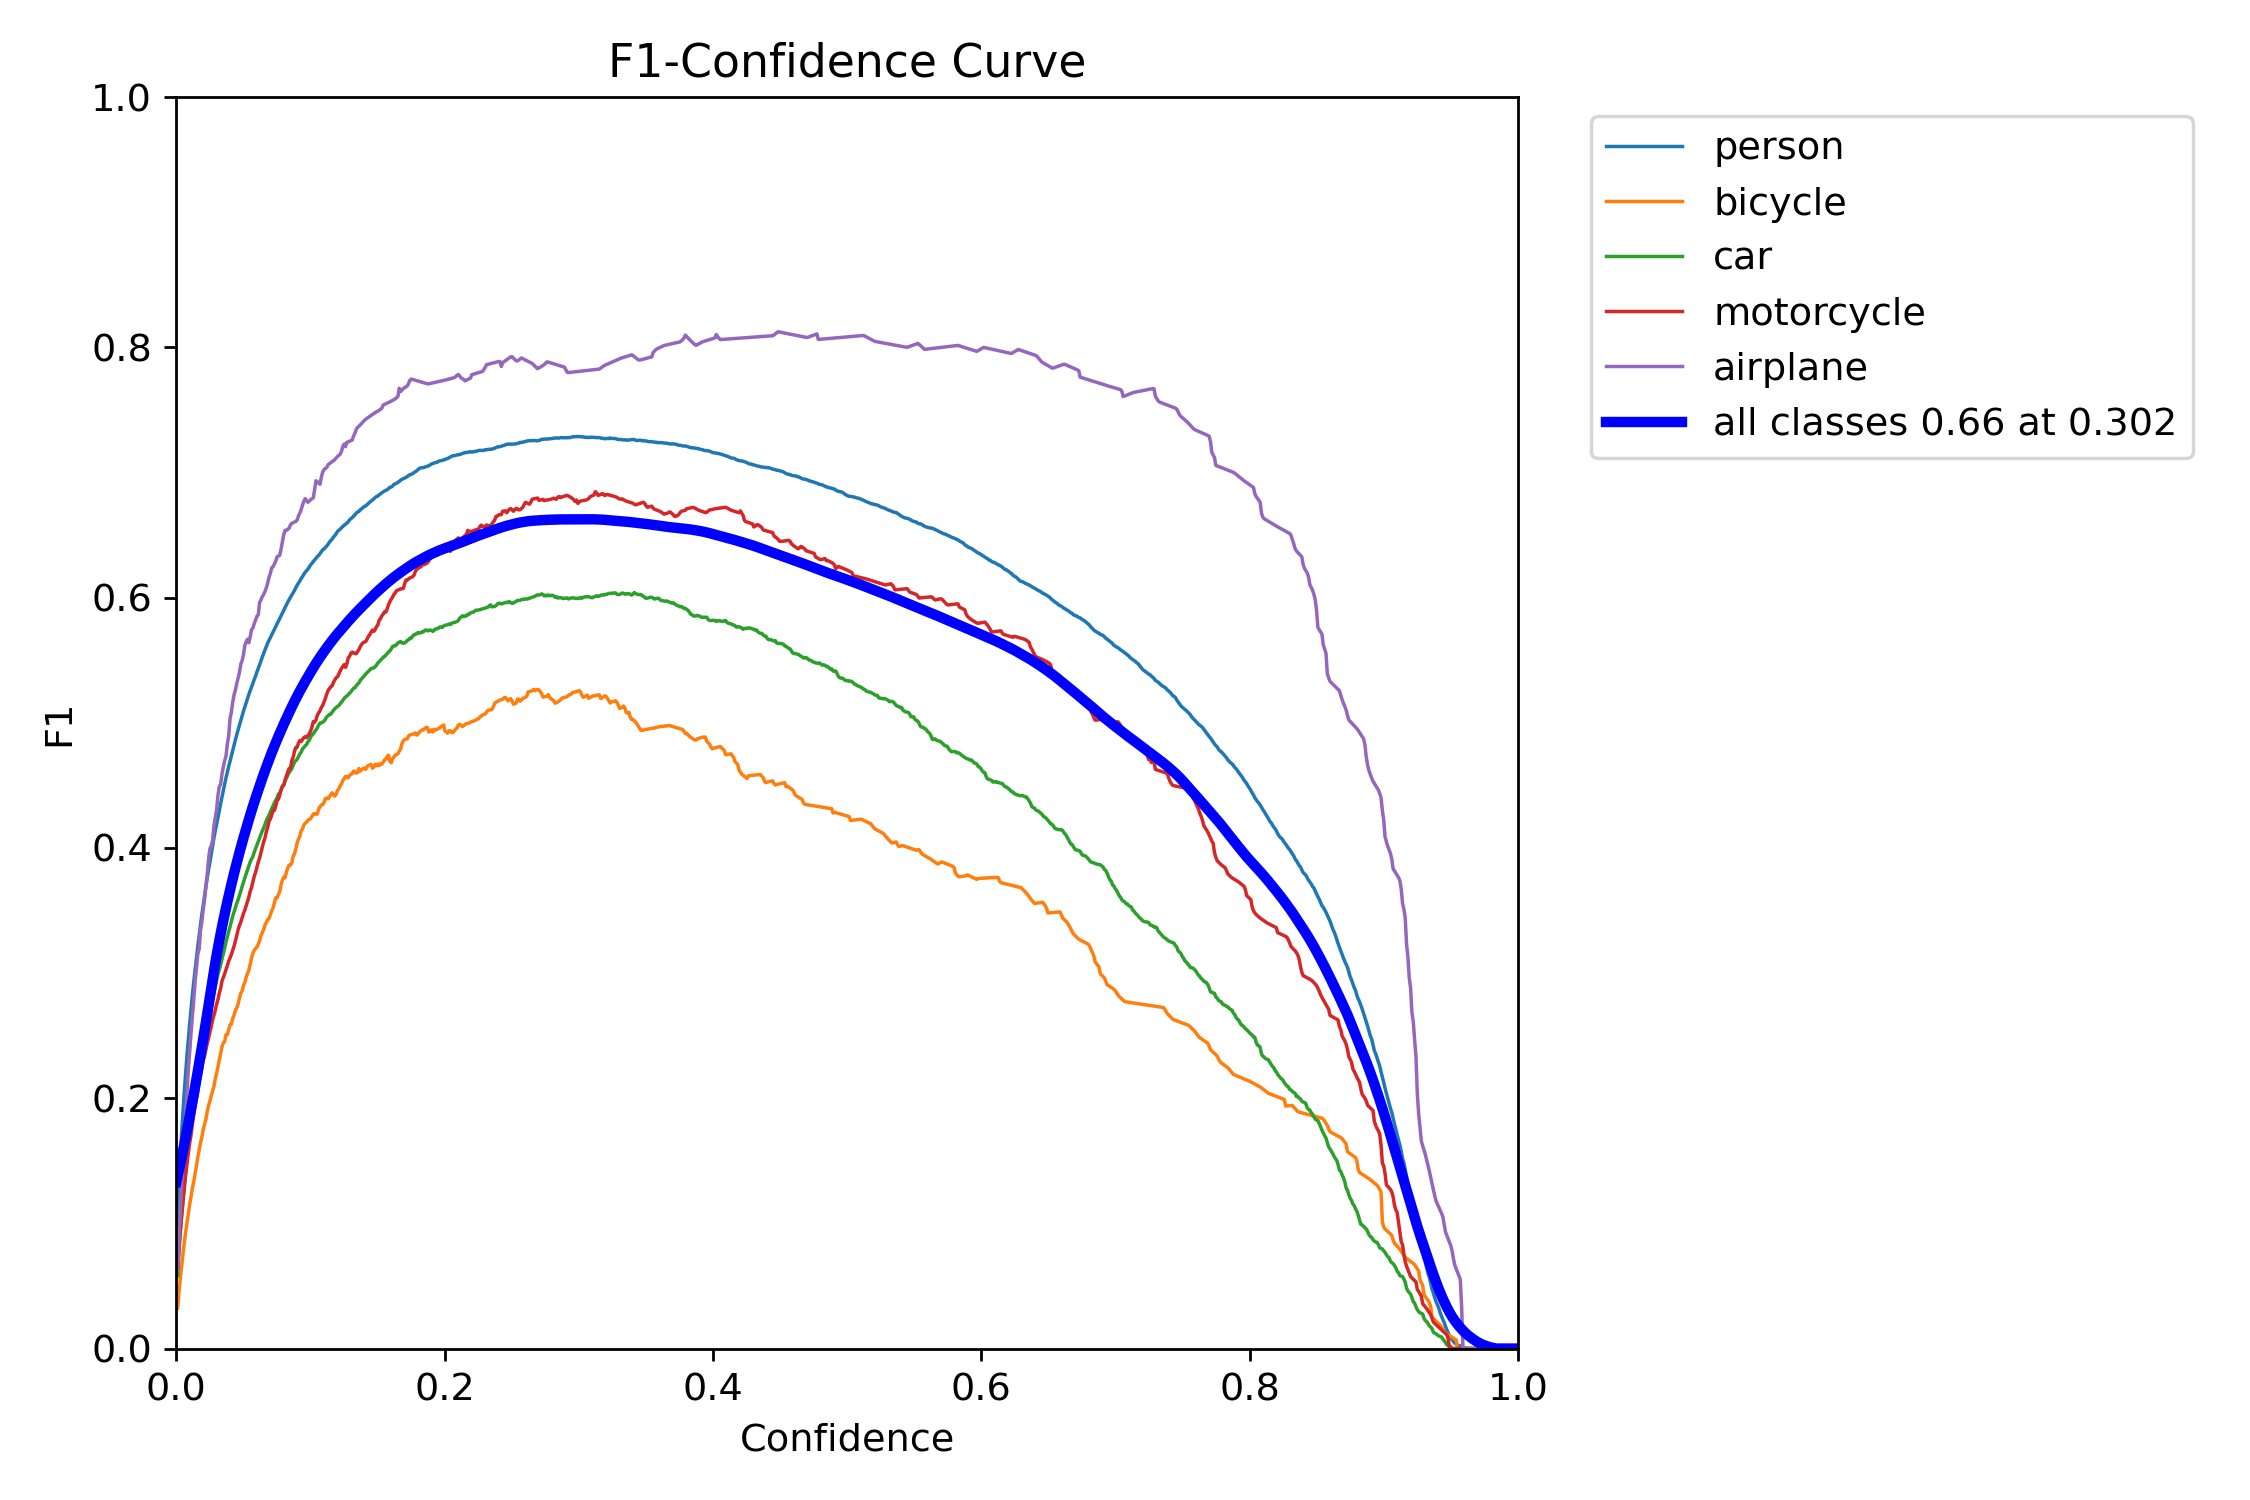 F1-Confidence Curve
1.0
0.8
0.6
0.4
0.2
0.0
F1
0.0 0.2 0.4 0.6 0.8 1.0
Confidence
person
bicycle
car
motorcycle
airplane
all classes 0.66 at 0.302